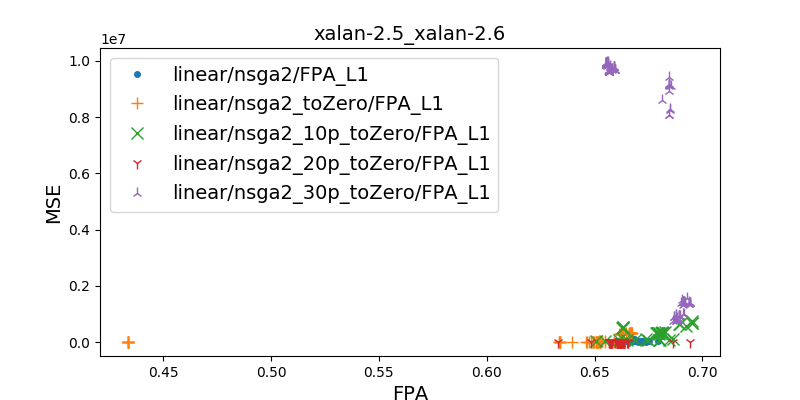 xalan-2.5_xalan-2.6
1e7
linear/nsga2/FPA_L1
linear/nsga2_toZero/FPA_L1
linear/nsga2_10p_toZero/FPA_L1
linear/nsga2_20p_toZero/FPA_L1
linear/nsga2_30p_toZero/FPA_L1
1.0
0.8
0.6
0.4
0.2
0.0
MSE
0.45 0.50 0.55 0.60 0.65 0.70
FPA